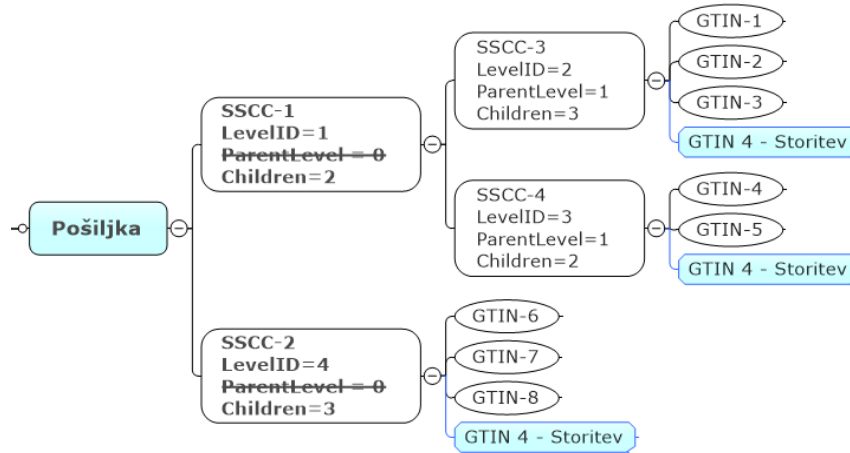 Pošiljka
SSCC-1
LevelID=1
ParentLevel = 0
Children=2
SSCC-3
LevelID=2
ParentLevel=1
Children=3
GTIN-1
GTIN-2
GTIN-3
GTIN 4 - Storitev
SSCC-4
LevelID=3
ParentLevel=1
Children=2
GTIN-4
GTIN-5
GTIN 4 - Storitev
SSCC-2
LevelID=4
ParentLevel = 0
Children=3
GTIN-6
GTIN-7
GTIN-8
GTIN 4 - Storitev